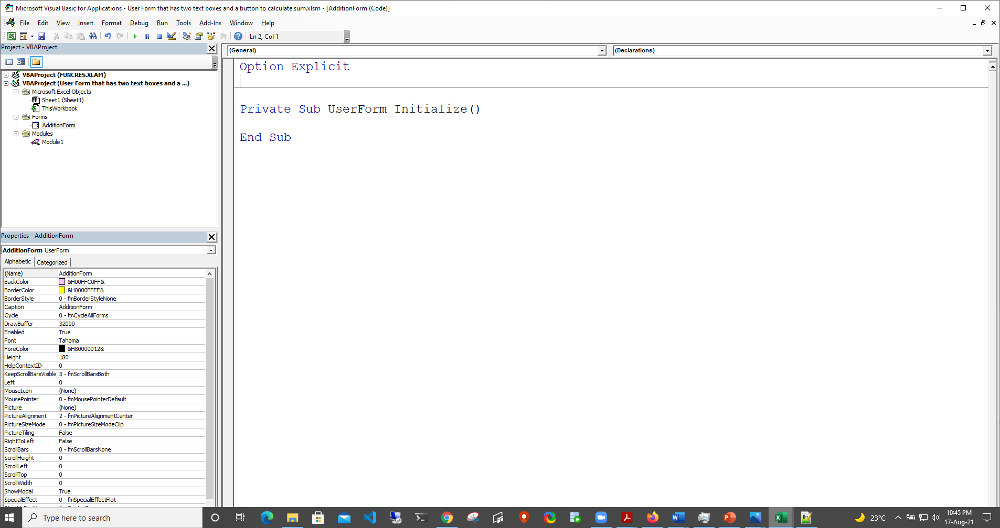 Microsoft Visual Basic for Applications - User Form that has two text boxes and a button to calculate sum.xlsm - [AdditionForm (Code)]
File Edit View Insert Format Debug Run Tools Add-Ins Window Help
Ln 2, Col 1
Project - VBAProject
(General) (Declarations)
VBAProject (FUNCRES.XLAM)
VBAProject (User Form that has two text boxes and a ...)
Microsoft Excel Objects
Sheet1 (Sheet1)
ThisWorkbook
Forms
AdditionForm
Modules
Module1
Option Explicit
Private Sub UserForm_Initialize()
End Sub
Properties - AdditionForm
AdditionForm UserForm
Alphabetic Categorized
(Name) AdditionForm
BackColor &H00FFC0FF&
BorderColor &H0000FFFF&
BorderStyle 0 - fmBorderStyleNone
Caption AdditionForm
Cycle 0 - fmCycleAllForms
DrawBuffer 32000
Enabled True
Font Tahoma
ForeColor &H80000012&
Height 180
HelpContextID 0
KeepScrollBarsVisible 3 - fmScrollBarsBoth
Left 0
MouseIcon (None)
MousePointer 0 - fmMousePointerDefault
Picture (None)
PictureAlignment 2 - fmPictureAlignmentCenter
PictureSizeMode 0 - fmPictureSizeModeClip
PictureTiling False
RightToLeft False
ScrollBars 0 - fmScrollBarsNone
ScrollHeight 0
ScrollLeft 0
ScrollTop 0
ScrollWidth 0
ShowModal True
SpecialEffect 0 - fmSpecialEffectFlat
Type here to search
23°C
10:45 PM
17-Aug-21